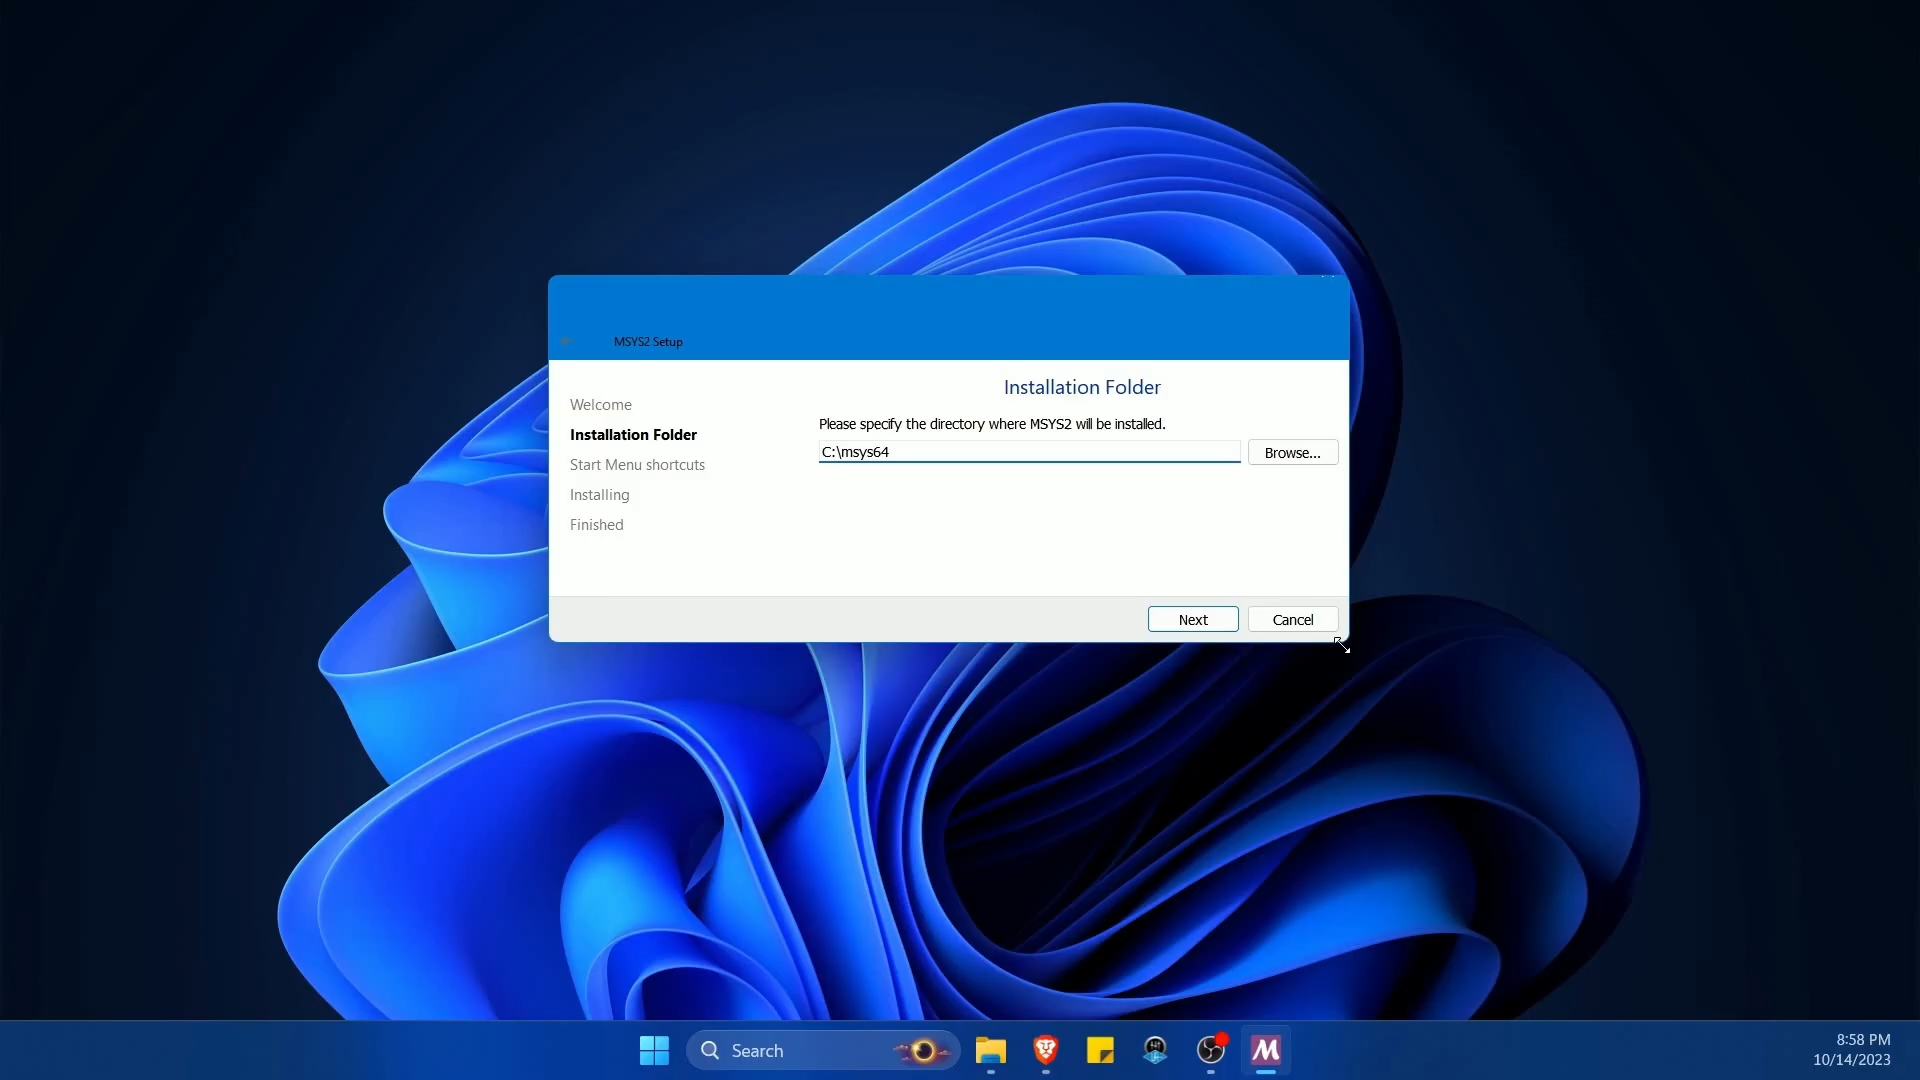 MSYS2 Setup
Installation Folder
Welcome
Please specify the directory where MSYS2 will be installed.
Installation Folder
C:\msys64
Browse...
Start Menu shortcuts
Installing
Finished
Next
Cancel
Search
8:58 PM
10/14/2023